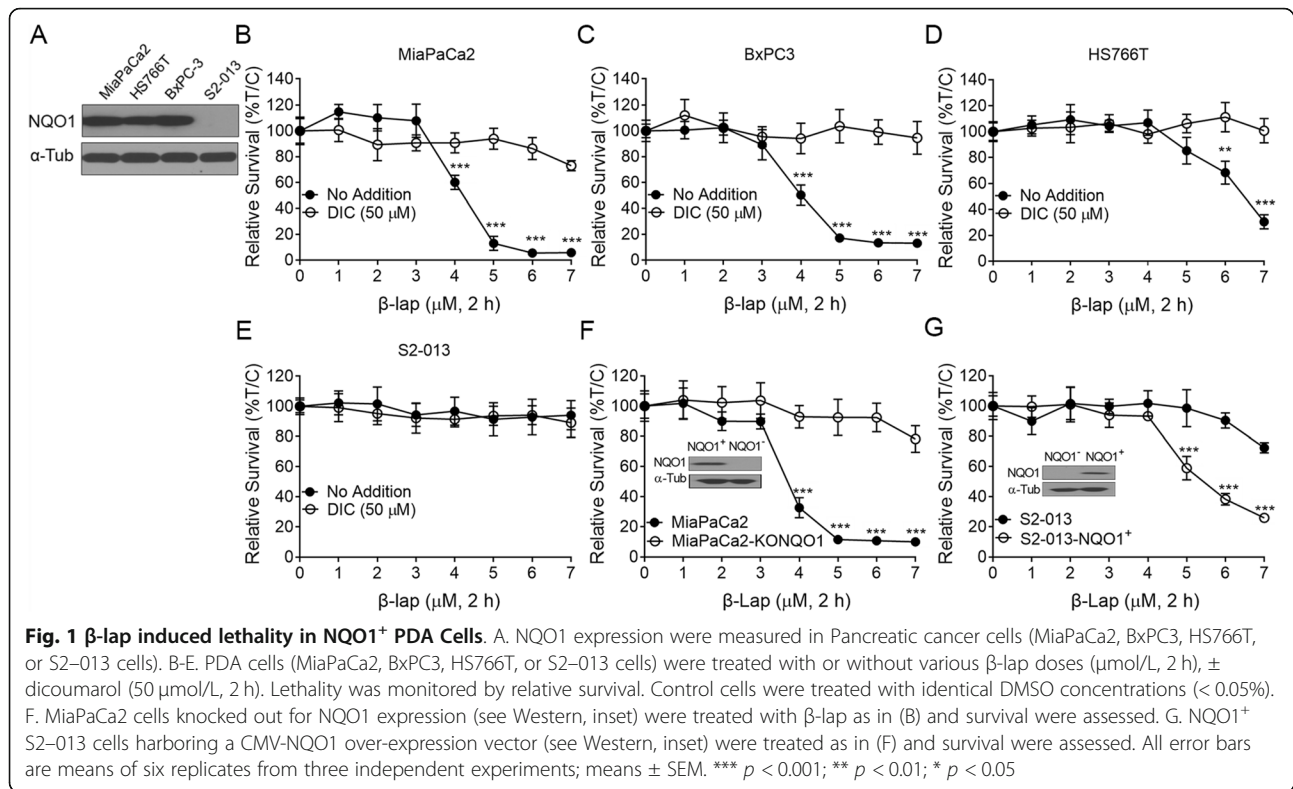 A
MiaPaCa2
HS766T
BxPC-3
S2-013
NQO1
α-Tub
B
MiaPaCa2
Relative Survival (%T/C)
140
120
100
80
60
40
20
0
No Addition
DIC (50 μM)
***
***
***
***
0 1 2 3 4 5 6 7
β-lap (μM, 2 h)
C
BxPC3
Relative Survival (%T/C)
140
120
100
80
60
40
20
0
No Addition
DIC (50 μM)
***
***
***
***
0 1 2 3 4 5 6 7
β-lap (μM, 2 h)
D
HS766T
Relative Survival (%T/C)
140
120
100
80
60
40
20
0
No Addition
DIC (50 μM)
**
***
0 1 2 3 4 5 6 7
β-lap (μM, 2 h)
E
S2-013
Relative Survival (%T/C)
120
100
80
60
40
20
0
No Addition
DIC (50 μM)
0 1 2 3 4 5 6 7
β-lap (μM, 2 h)
F
Relative Survival (%T/C)
120
100
80
60
40
20
0
NQO1+ NQO1-
NQO1
α-Tub
MiaPaCa2
MiaPaCa2-KONQO1
***
***
***
***
0 1 2 3 4 5 6 7
β-Lap (μM, 2 h)
G
Relative Survival (%T/C)
120
100
80
60
40
20
0
NQO1- NQO1+
NQO1
α-Tub
S2-013
S2-013-NQO1+
***
***
***
0 1 2 3 4 5 6 7
β-Lap (μM, 2 h)
Fig. 1 β-lap induced lethality in NQO1+ PDA Cells. A. NQO1 expression were measured in Pancreatic cancer cells (MiaPaCa2, BxPC3, HS766T,
or S2–013 cells). B-E. PDA cells (MiaPaCa2, BxPC3, HS766T, or S2–013 cells) were treated with or without various β-lap doses (μmol/L, 2 h), ±
dicoumarol (50 μmol/L, 2 h). Lethality was monitored by relative survival. Control cells were treated with identical DMSO concentrations (< 0.05%).
F. MiaPaCa2 cells knocked out for NQO1 expression (see Western, inset) were treated with β-lap as in (B) and survival were assessed. G. NQO1+
S2–013 cells harboring a CMV-NQO1 over-expression vector (see Western, inset) were treated as in (F) and survival were assessed. All error bars
are means of six replicates from three independent experiments; means ± SEM. *** p < 0.001; ** p < 0.01; * p < 0.05